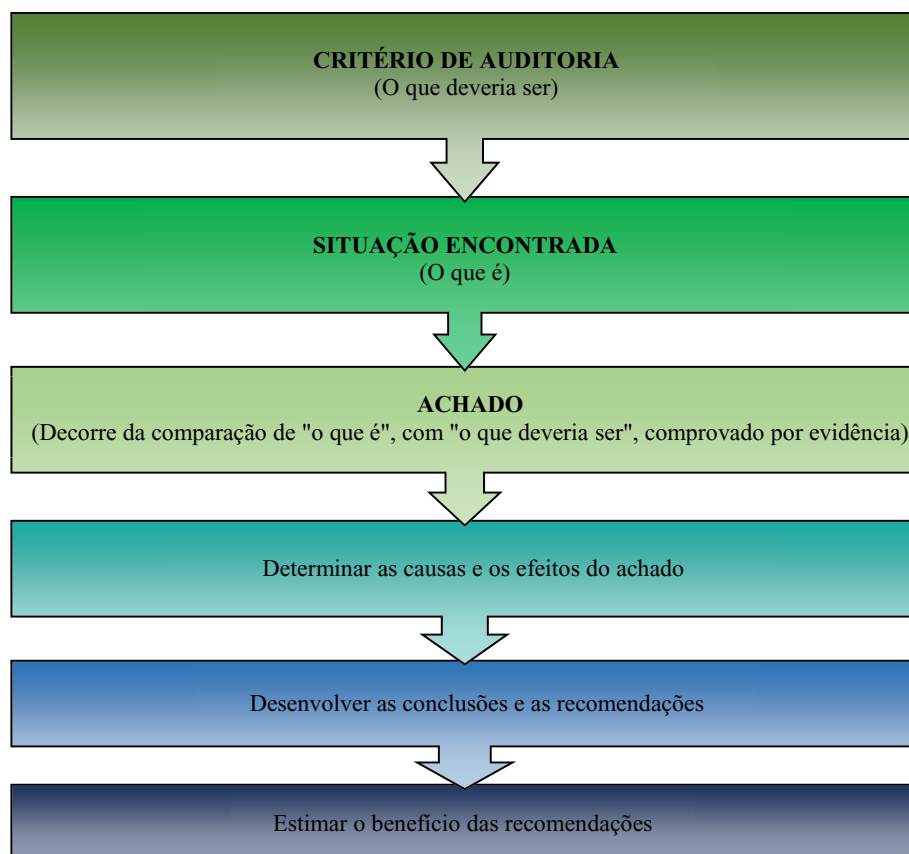 CRITÉRIO DE AUDITORIA
(O que deveria ser)
SITUAÇÃO ENCONTRADA
(O que é)
ACHADO
(Decorre da comparação de "o que é", com "o que deveria ser", comprovado por evidência)
Determinar as causas e os efeitos do achado
Desenvolver as conclusões e as recomendações
Estimar o benefício das recomendações